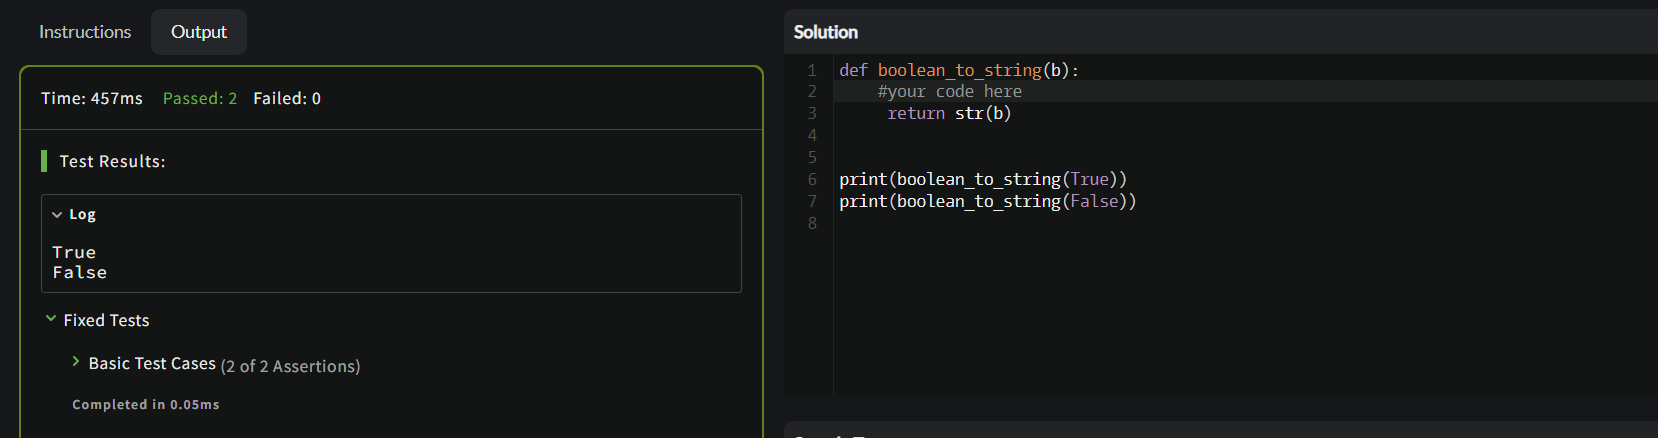 Instructions
Output
Time: 457ms Passed: 2 Failed: 0
Test Results:
Log
True
False
Fixed Tests
Basic Test Cases (2 of 2 Assertions)
Completed in 0.05ms
Solution
1 def boolean_to_string(b):
2     #your code here
3      return str(b)
4
5
6 print(boolean_to_string(True))
7 print(boolean_to_string(False))
8